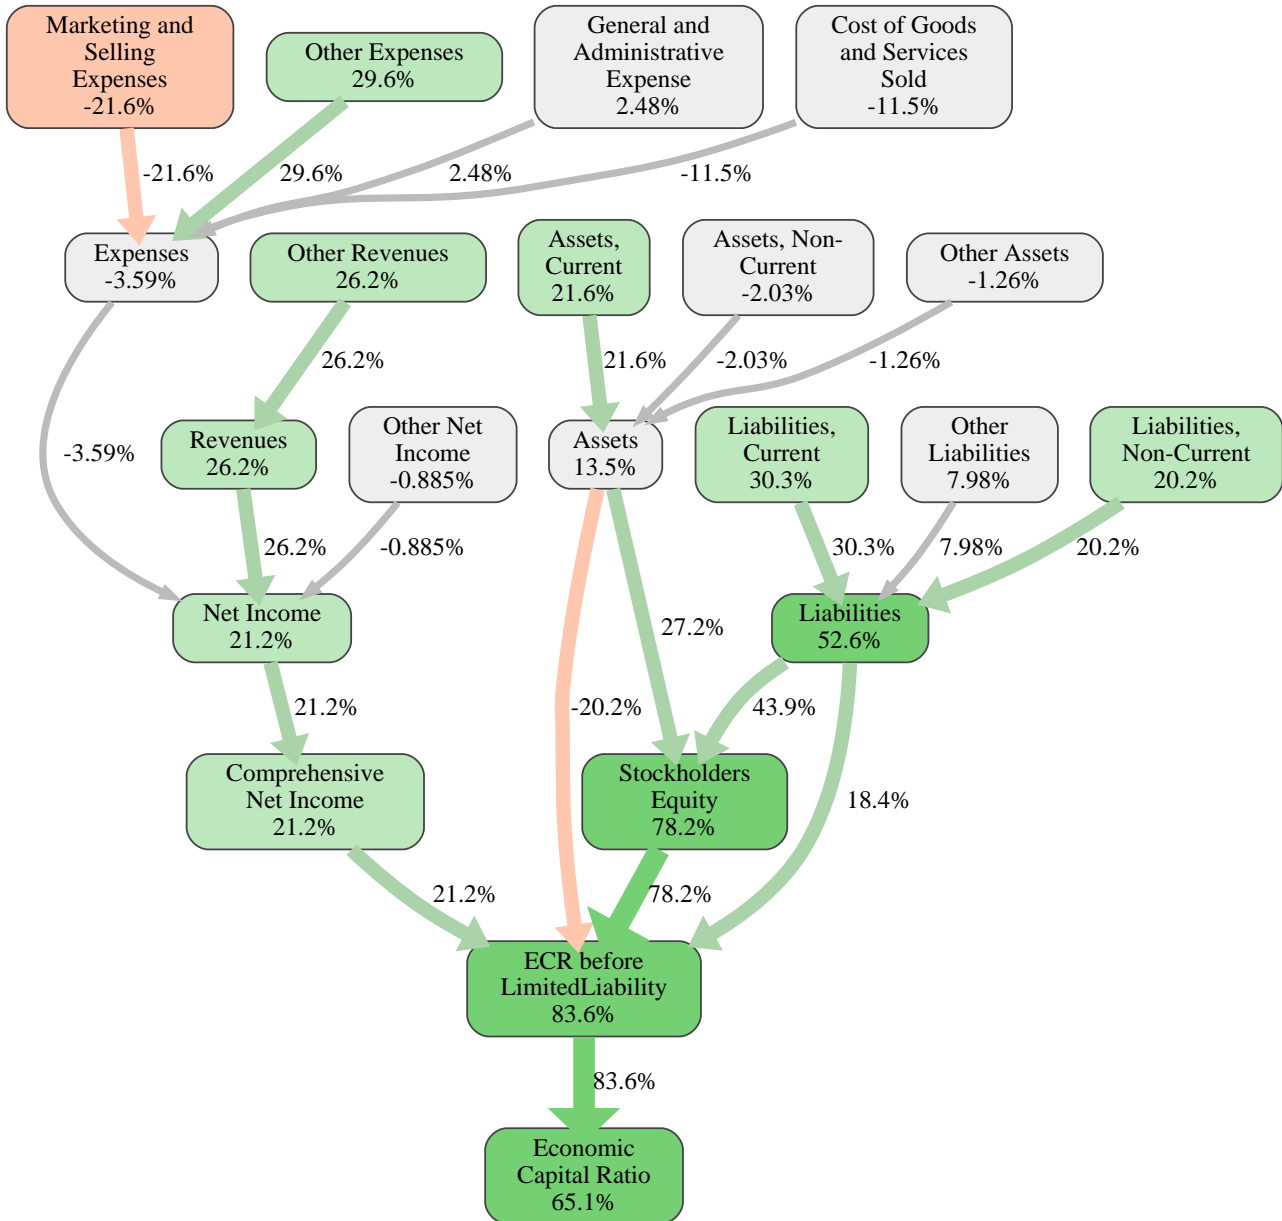 Marketing and
Selling
Expenses
-21.6%
Other Expenses
29.6%
General and
Administrative
Expense
2.48%
Cost of Goods
and Services
Sold
-11.5%
-21.6%
29.6%
2.48%
-11.5%
Expenses
-3.59%
Other Revenues
26.2%
Assets,
Current
21.6%
Assets, Non-
Current
-2.03%
Other Assets
-1.26%
26.2%
21.6%
-2.03%
-1.26%
-3.59%
Revenues
26.2%
Other Net
Income
-0.885%
Assets
13.5%
Liabilities,
Current
30.3%
Other
Liabilities
7.98%
Liabilities,
Non-Current
20.2%
26.2%
-0.885%
30.3%
7.98%
20.2%
Net Income
21.2%
27.2%
Liabilities
52.6%
21.2%
-20.2%
43.9%
Comprehensive
Net Income
21.2%
Stockholders
Equity
78.2%
18.4%
21.2%
78.2%
ECR before
LimitedLiability
83.6%
83.6%
Economic
Capital Ratio
65.1%